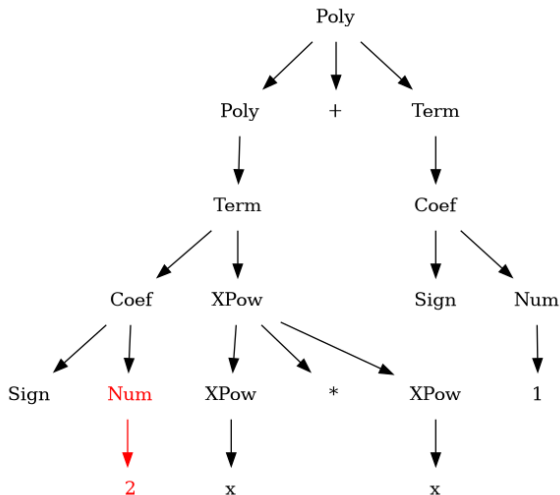 Poly
Poly + Term
Term Coef
Coef XPow Sign Num
Sign Num XPow * XPow 1
2 x x